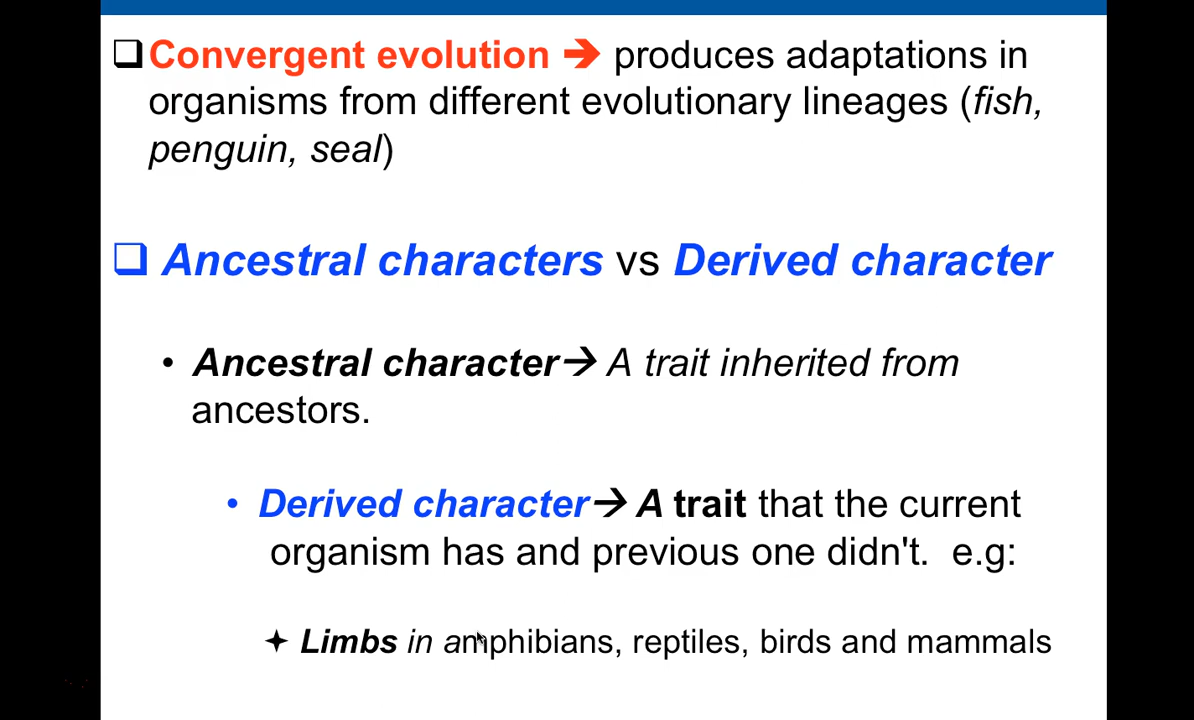 Convergent evolution ➔ produces adaptations in
organisms from different evolutionary lineages (fish,
penguin, seal)
Ancestral characters vs Derived character
• Ancestral character→ A trait inherited from
ancestors.
• Derived character→ A trait that the current
organism has and previous one didn't. e.g:
✦ Limbs in amphibians, reptiles, birds and mammals